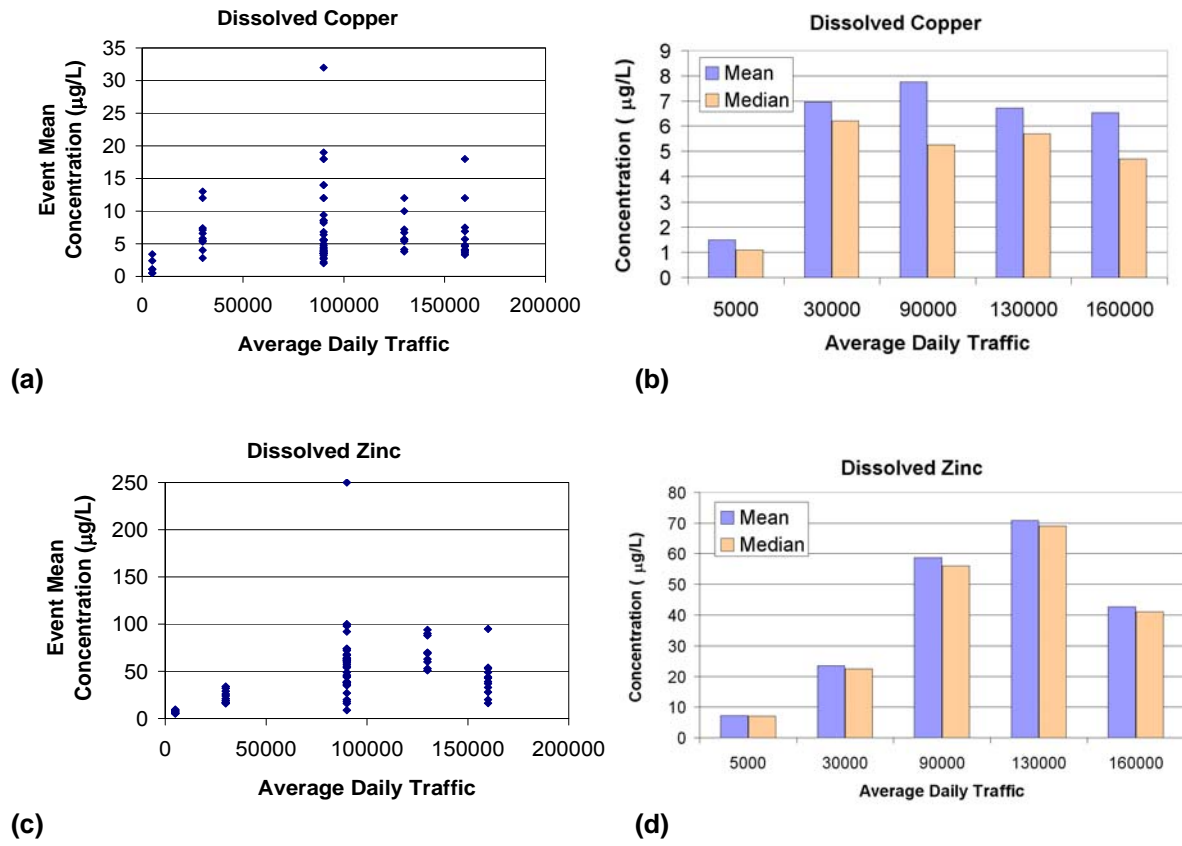 Dissolved Copper
35
30
25
20
15
10
5
0
Event Mean
Concentration (μg/L)
0 50000 100000 150000 200000
Average Daily Traffic
(a)
Dissolved Copper
9
8
7
6
5
4
3
2
1
0
Mean
Median
Concentration ( μg/L)
5000 30000 90000 130000 160000
Average Daily Traffic
(b)
Dissolved Zinc
250
200
150
100
50
0
Event Mean
Concentration (μg/L)
0 50000 100000 150000 200000
Average Daily Traffic
(c)
Dissolved Zinc
80
70
60
50
40
30
20
10
0
Mean
Median
Concentration ( μg/L)
5000 30000 90000 130000 160000
Average Daily Traffic
(d)